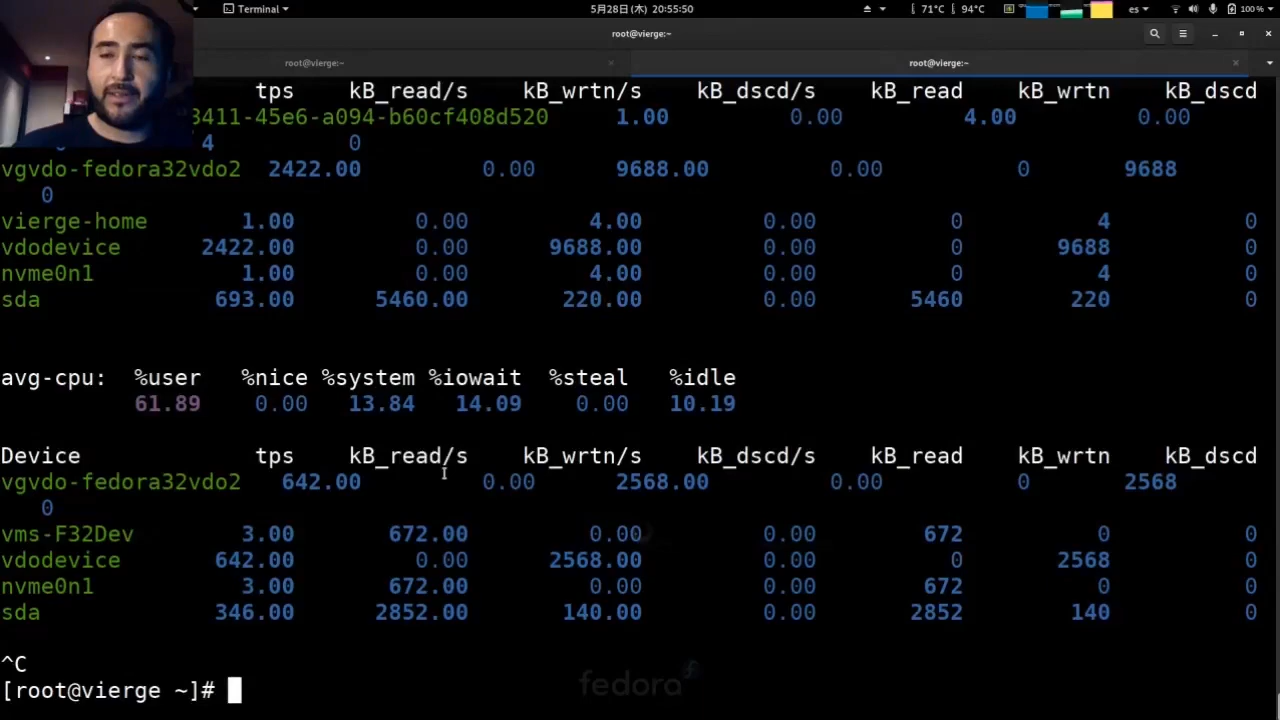 Terminal
5月28日(木) 20:55:50
71°C 94°C es 100%
root@vierge:~
root@vierge:~ root@vierge:~
tps kB_read/s kB_wrtn/s kB_dscd/s kB_read kB_wrtn kB_dscd
3411-45e6-a094-b60cf408d520 1.00 0.00 4.00 0.00
4 0
vgvdo-fedora32vdo2 2422.00 0.00 9688.00 0.00 0 9688
0
vierge-home 1.00 0.00 4.00 0.00 0 4 0
vdodevice 2422.00 0.00 9688.00 0.00 0 9688 0
nvme0n1 1.00 0.00 4.00 0.00 0 4 0
sda 693.00 5460.00 220.00 0.00 5460 220 0
avg-cpu: %user %nice %system %iowait %steal %idle
61.89 0.00 13.84 14.09 0.00 10.19
Device tps kB_read/s kB_wrtn/s kB_dscd/s kB_read kB_wrtn kB_dscd
vgvdo-fedora32vdo2 642.00 0.00 2568.00 0.00 0 2568
0
vms-F32Dev 3.00 672.00 0.00 0.00 672 0 0
vdodevice 642.00 0.00 2568.00 0.00 0 2568 0
nvme0n1 3.00 672.00 0.00 0.00 672 0 0
sda 346.00 2852.00 140.00 0.00 2852 140 0
^C
[root@vierge ~]#
fedora